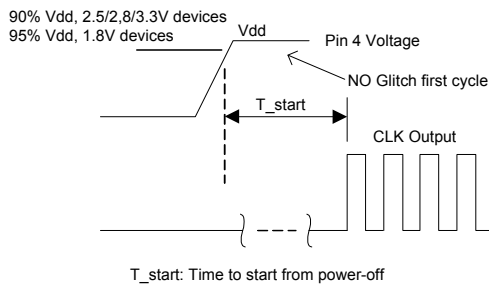 90% Vdd, 2.5/2,8/3.3V devices
95% Vdd, 1.8V devices
Vdd
Pin 4 Voltage
NO Glitch first cycle
T_start
CLK Output
T_start: Time to start from power-off